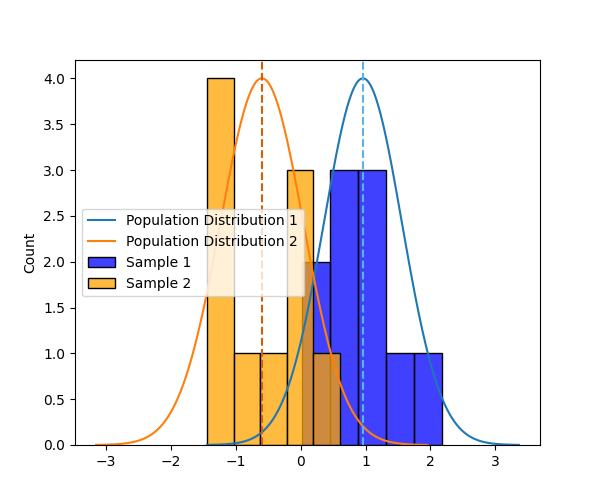 4.0
3.5
3.0
2.5
2.0
1.5
1.0
0.5
0.0
Count
Population Distribution 1
Population Distribution 2
Sample 1
Sample 2
−3 −2 −1 0 1 2 3